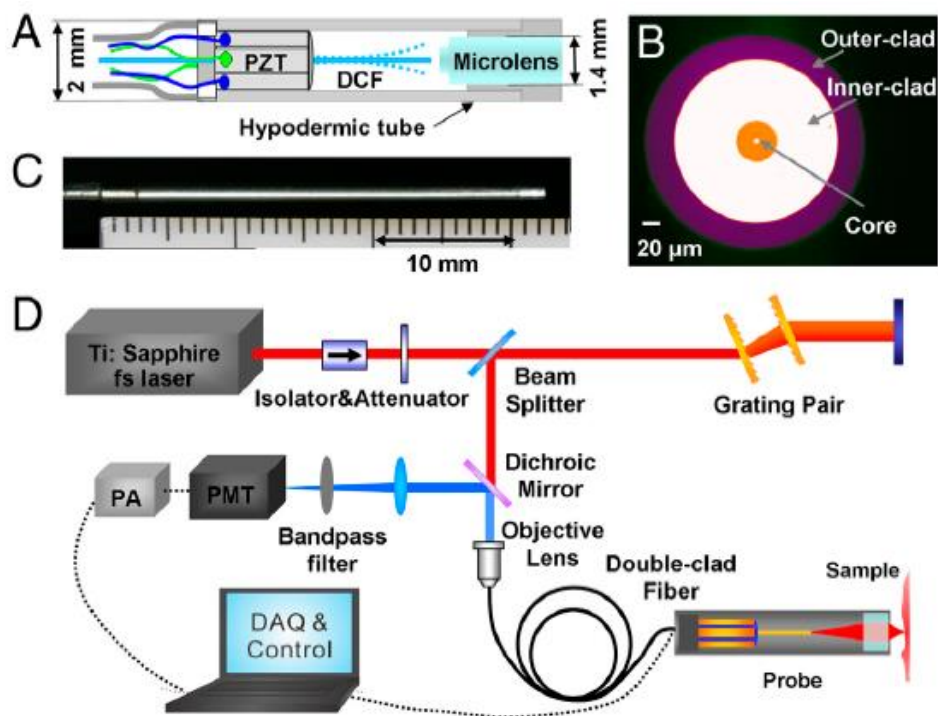 A
2 mm
PZT
DCF
Microlens
1.4 mm
Hypodermic tube
B
Outer-clad
Inner-clad
Core
20 µm
C
10 mm
D
Ti: Sapphire
fs laser
Isolator&Attenuator
Beam
Splitter
Grating Pair
Dichroic
Mirror
PA
PMT
Bandpass
filter
Objective
Lens
Double-clad
Fiber
Sample
DAQ &
Control
Probe